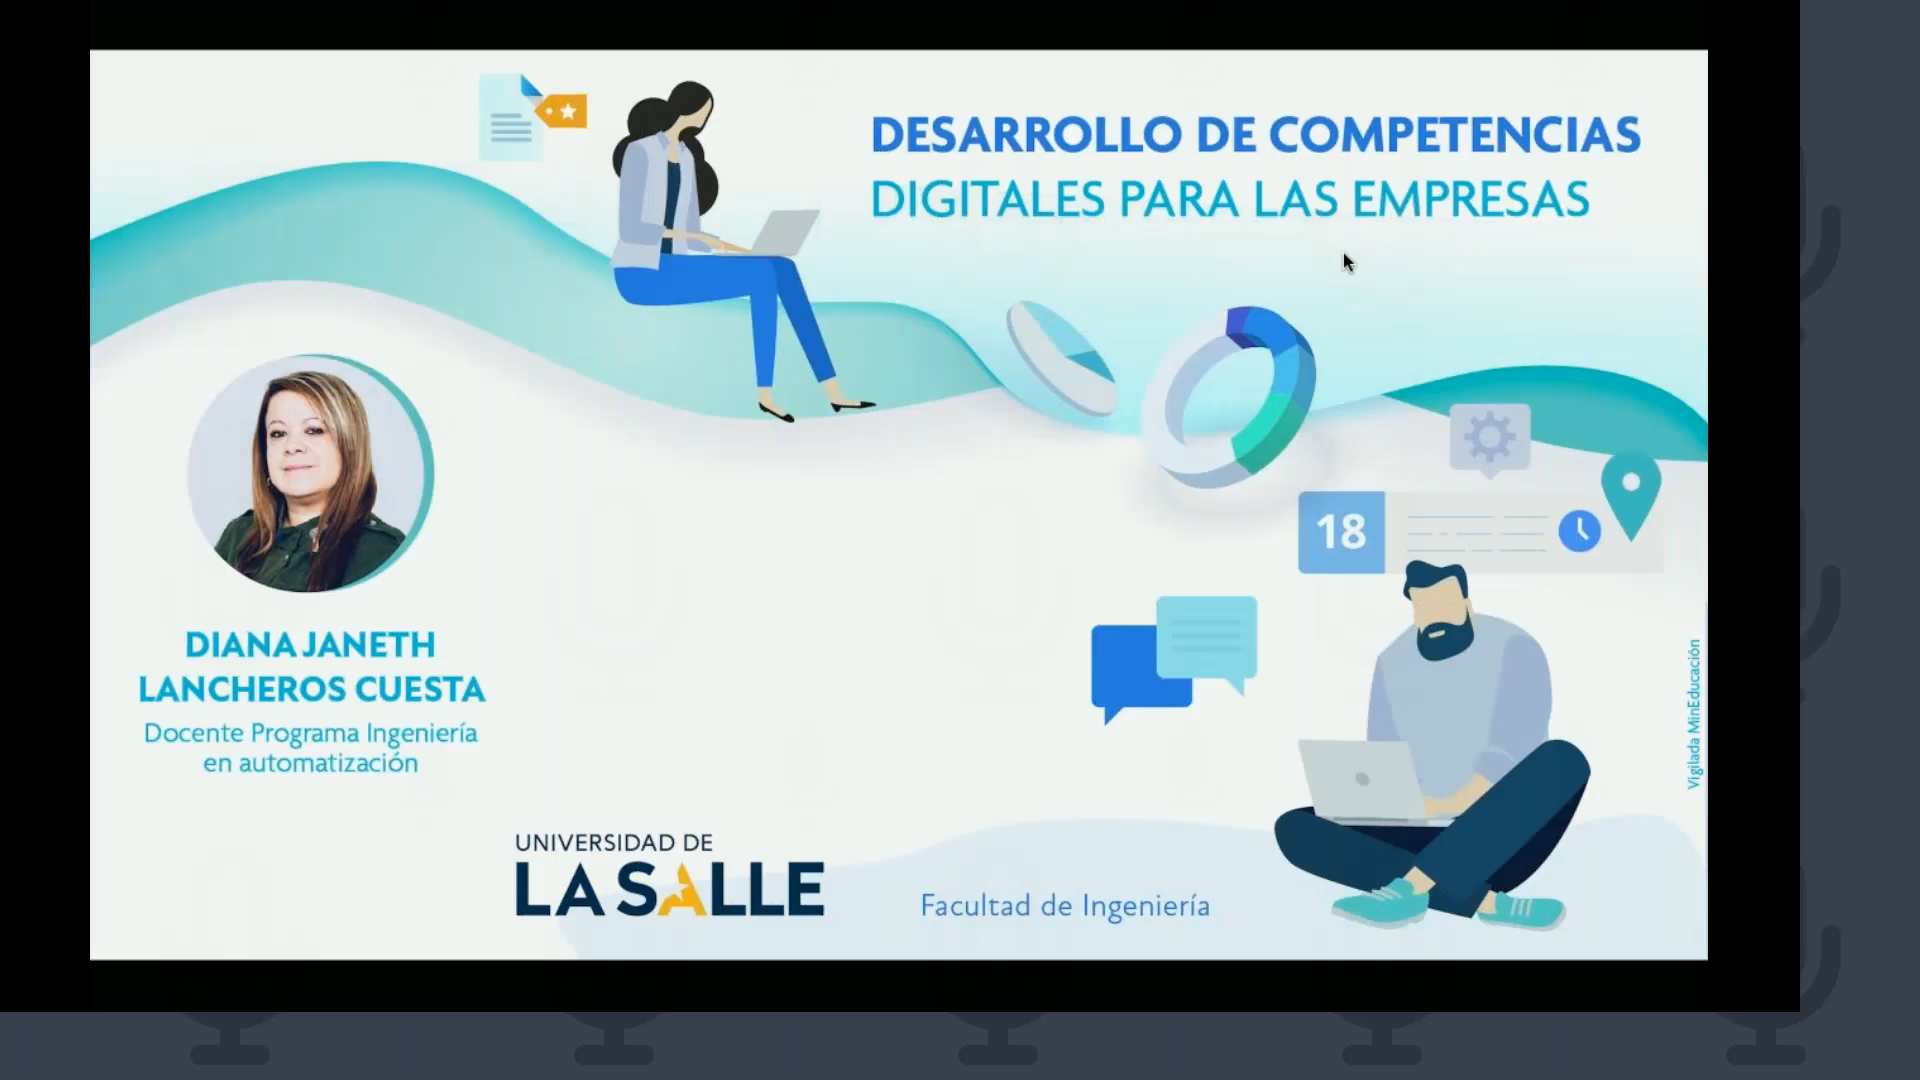 DESARROLLO DE COMPETENCIAS
DIGITALES PARA LAS EMPRESAS
18
DIANA JANETH
LANCHEROS CUESTA
Docente Programa Ingeniería
en automatización
UNIVERSIDAD DE
LA SALLE
Facultad de Ingeniería
Vigilada MinEducación